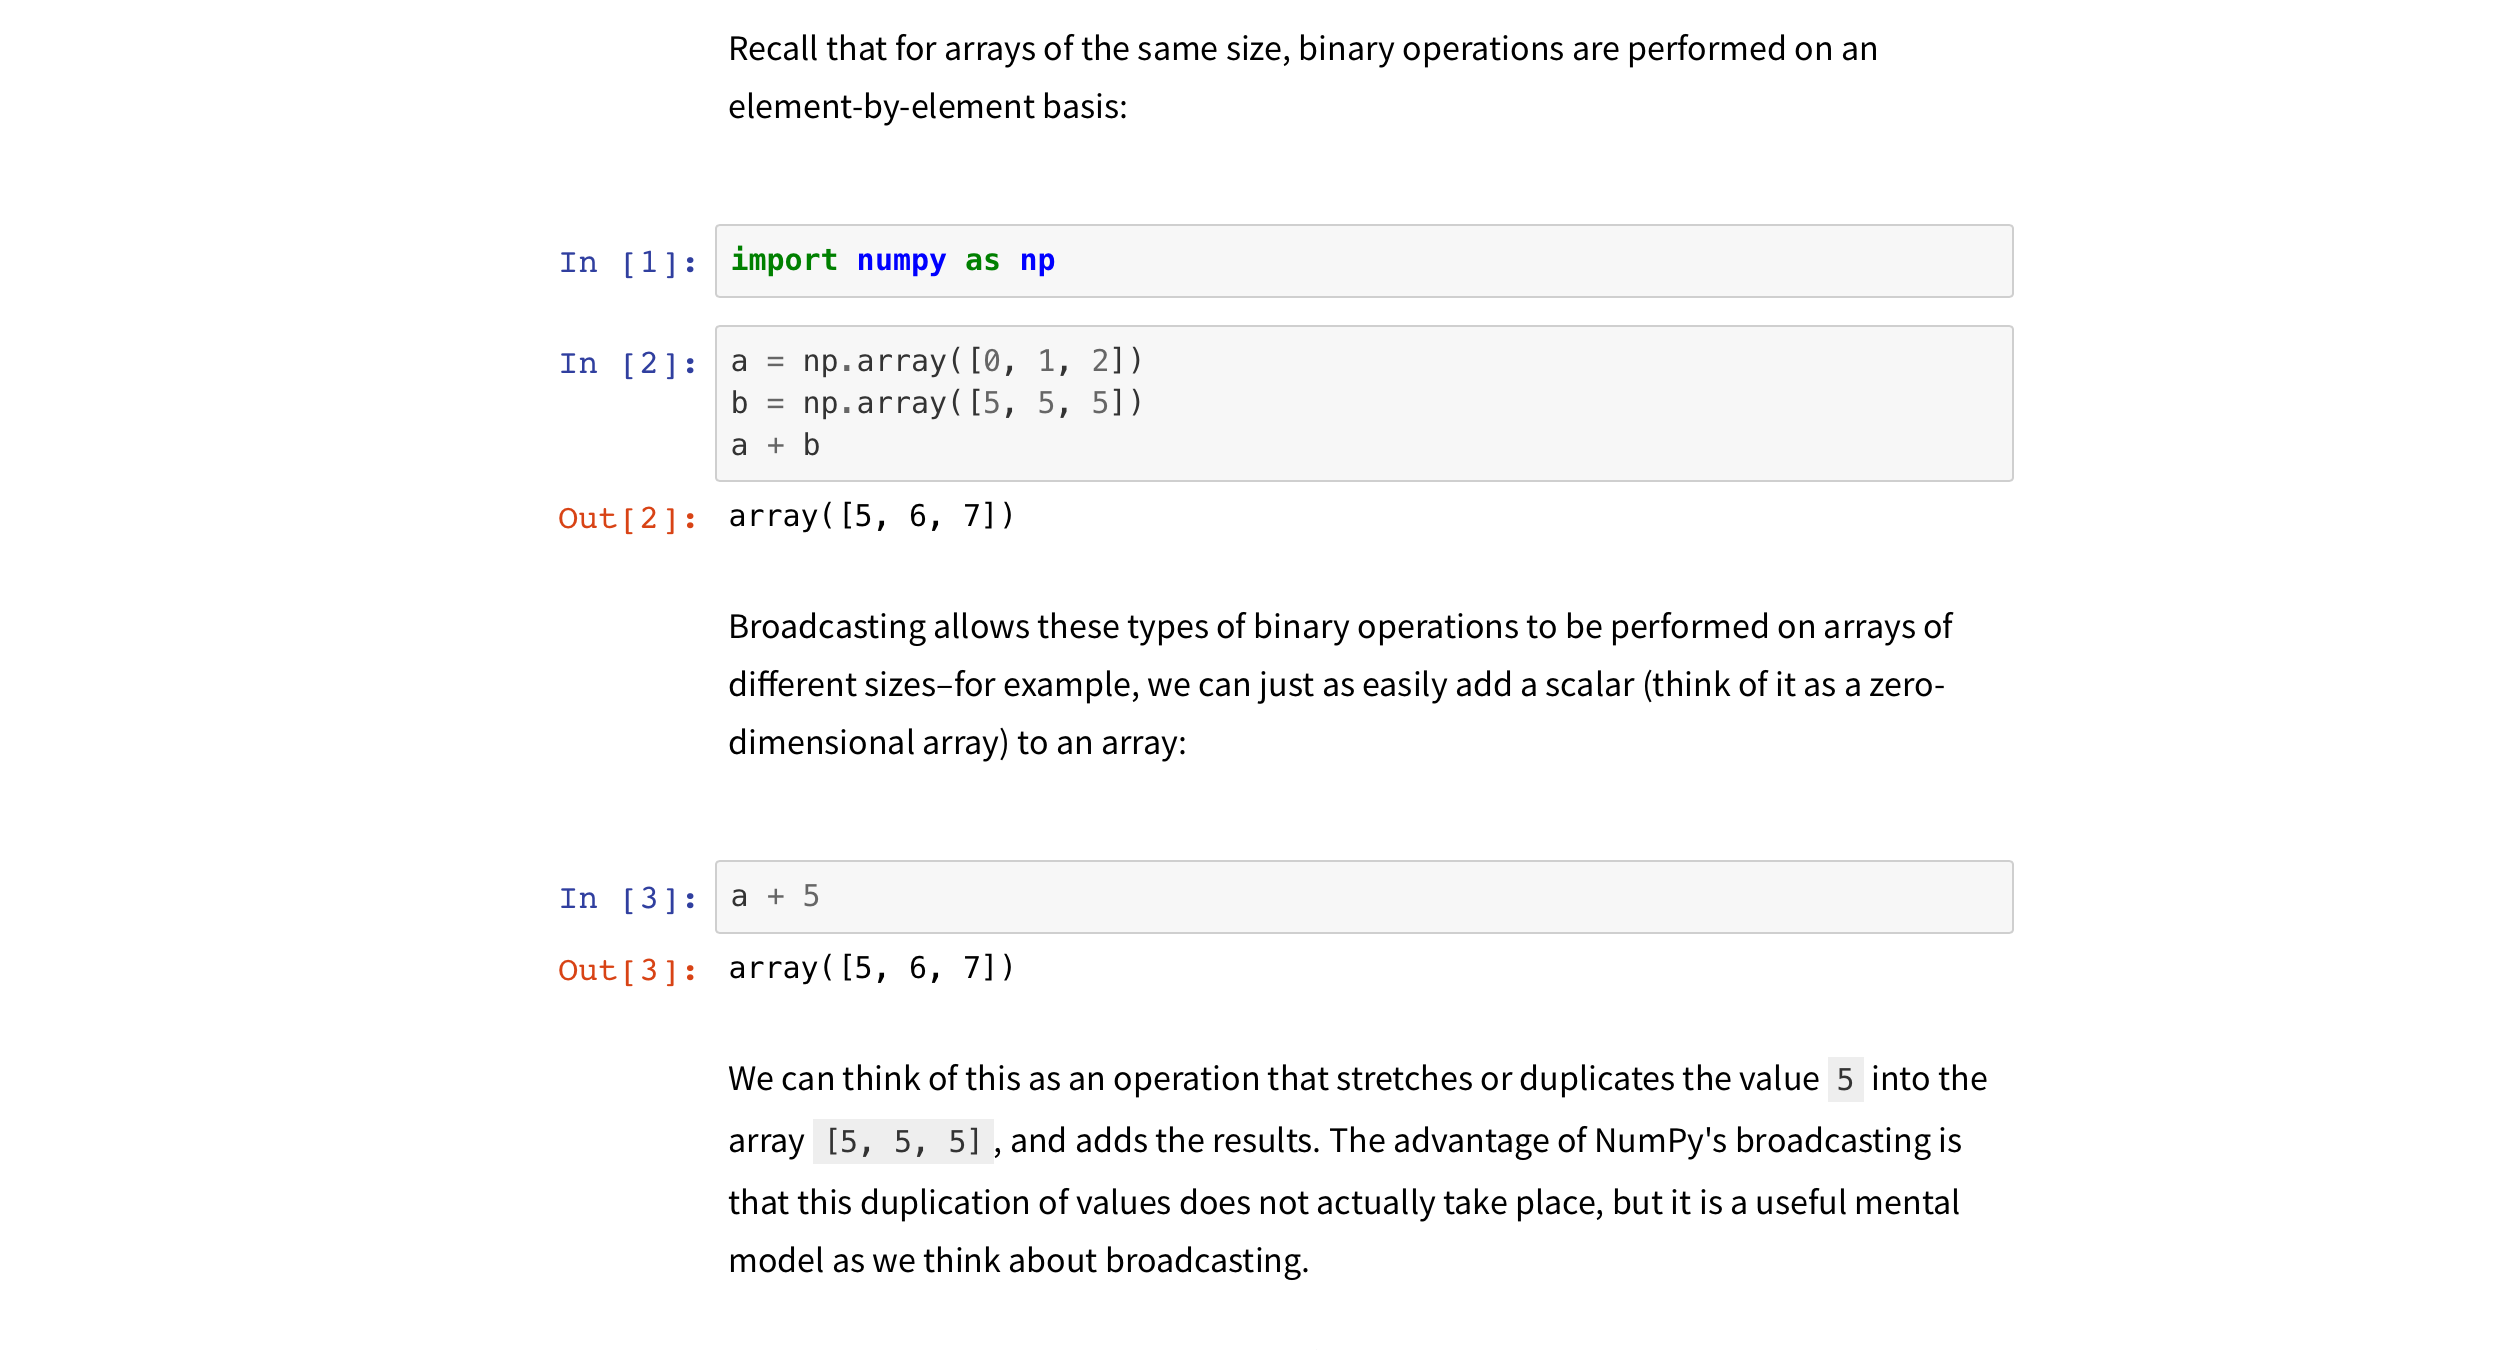 Recall that for arrays of the same size, binary operations are performed on an
element-by-element basis:
In [1]: import numpy as np
In [2]: a = np.array([0, 1, 2])
b = np.array([5, 5, 5])
a + b
Out[2]: array([5, 6, 7])
Broadcasting allows these types of binary operations to be performed on arrays of
different sizes–for example, we can just as easily add a scalar (think of it as a zero-
dimensional array) to an array:
In [3]: a + 5
Out[3]: array([5, 6, 7])
We can think of this as an operation that stretches or duplicates the value 5 into the
array [5, 5, 5] , and adds the results. The advantage of NumPy's broadcasting is
that this duplication of values does not actually take place, but it is a useful mental
model as we think about broadcasting.